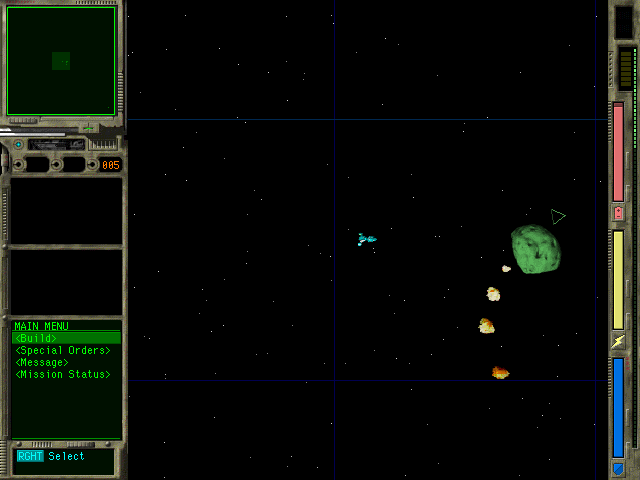 005
MAIN MENU
<Build>
<Special Orders>
<Message>
<Mission Status>
RGHT Select